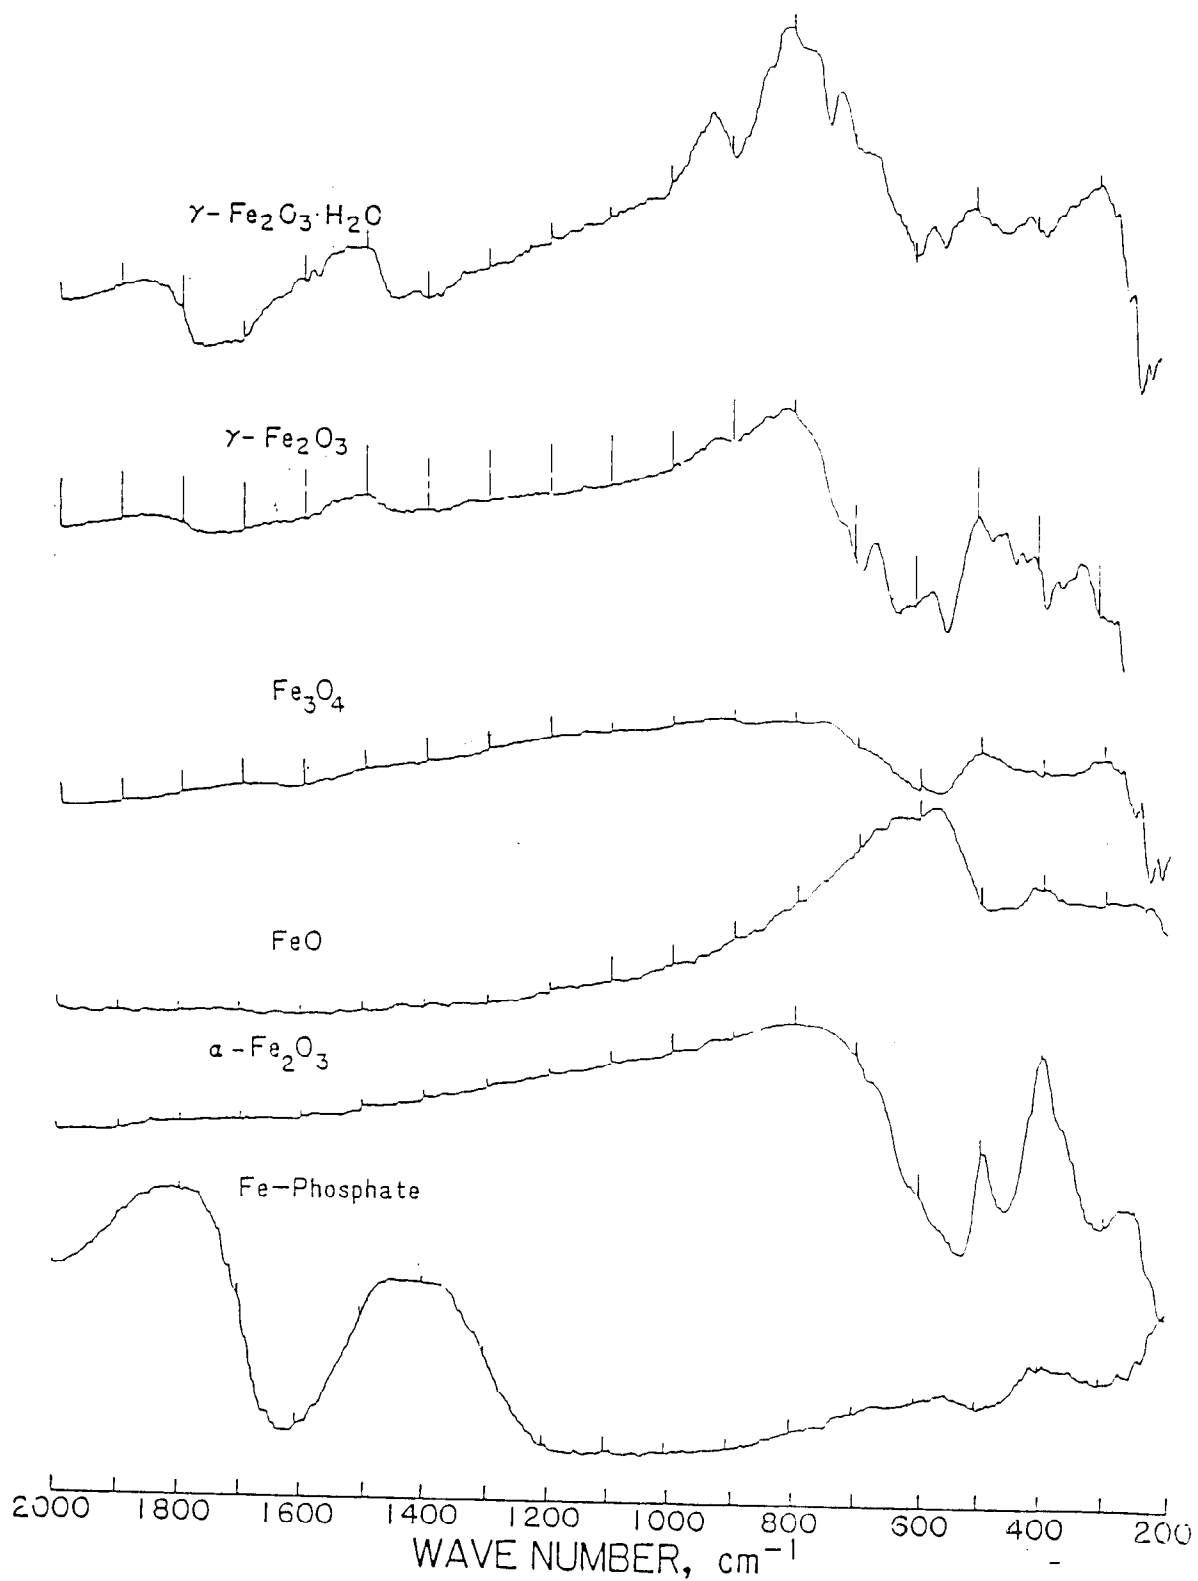 γ-Fe2O3·H2O
γ-Fe2O3
Fe3O4
FeO
α-Fe2O3
Fe-Phosphate
2000 1800 1600 1400 1200 1000 800 600 400 200
WAVE NUMBER, cm-1